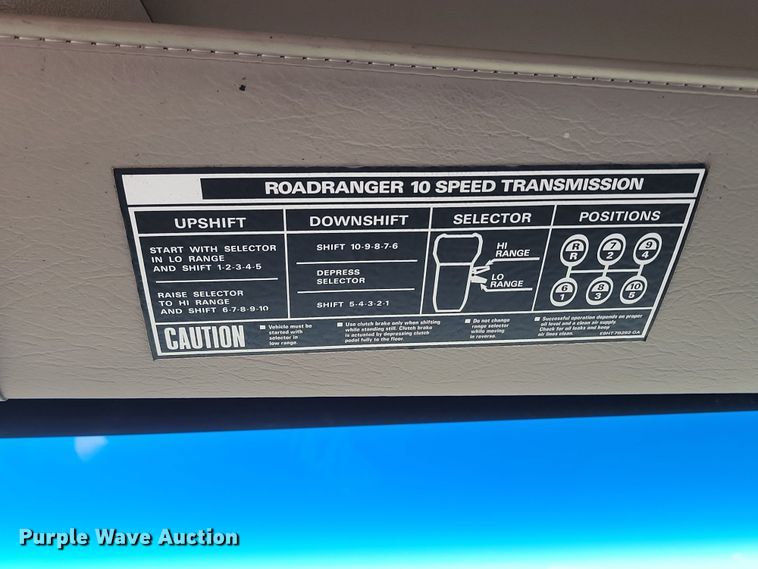 ROADRANGER 10 SPEED TRANSMISSION
UPSHIFT
START WITH SELECTOR
IN LO RANGE
AND SHIFT 1-2-3-4-5
RAISE SELECTOR
TO HI RANGE
AND SHIFT 6-7-8-9-10
DOWNSHIFT
SHIFT 10-9-8-7-6
DEPRESS
SELECTOR
SHIFT 5-4-3-2-1
SELECTOR
HI
RANGE
LO
RANGE
POSITIONS
R 7 9
R 2 4
6 8 10
1 3 5
CAUTION
Vehicle must be
started with
selector in
low range.
Use clutch brake only when shifting
while standing still. Clutch brake
is actuated by depressing clutch
pedal fully to the floor.
Do not change
range selector
while moving
in reverse.
Successful operation depends on proper
oil level and a clean air supply
Check for oil leaks and keep
air lines clean.
Purple Wave Auction